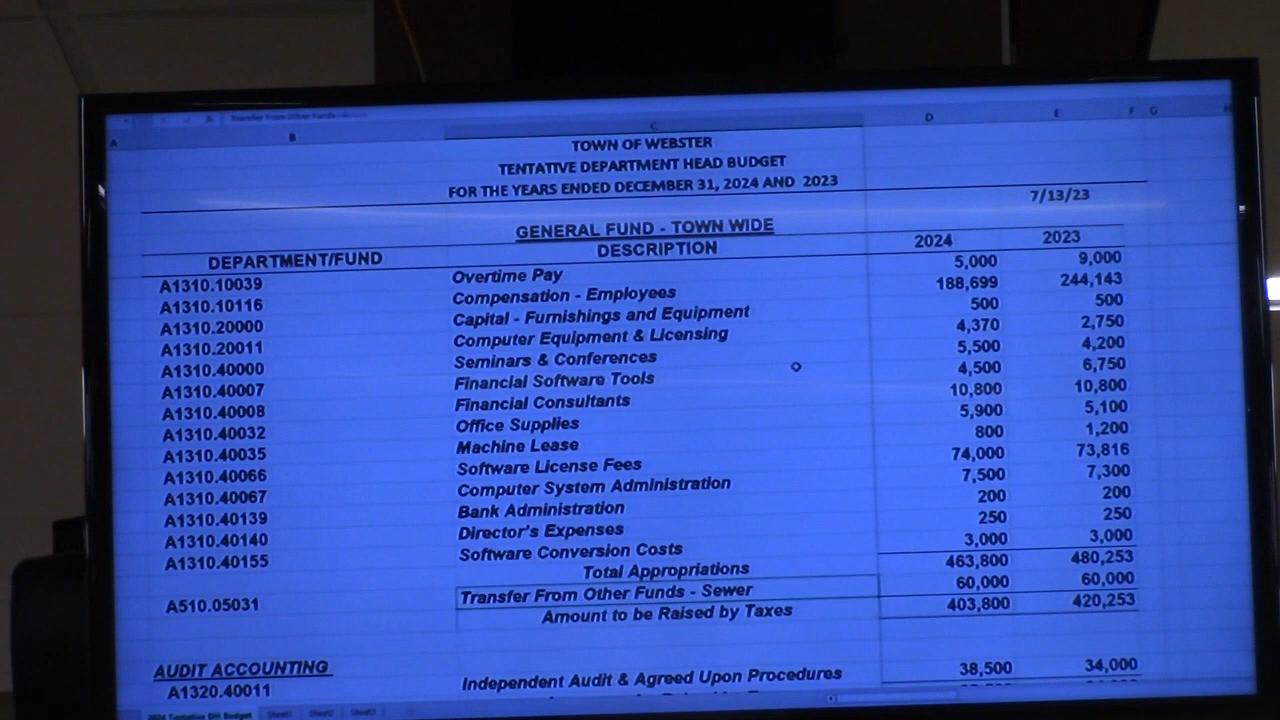 A B C D E F G H
TOWN OF WEBSTER
TENTATIVE DEPARTMENT HEAD BUDGET
FOR THE YEARS ENDED DECEMBER 31, 2024 AND 2023
7/13/23
GENERAL FUND - TOWN WIDE
DEPARTMENT/FUND DESCRIPTION 2024 2023
A1310.10039 Overtime Pay 5,000 9,000
A1310.10116 Compensation - Employees 188,699 244,143
A1310.20000 Capital - Furnishings and Equipment 500 500
A1310.20011 Computer Equipment & Licensing 4,370 2,750
A1310.40000 Seminars & Conferences 5,500 4,200
A1310.40007 Financial Software Tools 4,500 6,750
A1310.40008 Financial Consultants 10,800 10,800
A1310.40032 Office Supplies 5,900 5,100
A1310.40035 Machine Lease 800 1,200
A1310.40066 Software License Fees 74,000 73,816
A1310.40067 Computer System Administration 7,500 7,300
A1310.40139 Bank Administration 200 200
A1310.40140 Director's Expenses 250 250
A1310.40155 Software Conversion Costs 3,000 3,000
Total Appropriations 463,800 480,253
A510.05031 Transfer From Other Funds - Sewer 60,000 60,000
Amount to be Raised by Taxes 403,800 420,253
AUDIT ACCOUNTING
A1320.40011 Independent Audit & Agreed Upon Procedures 38,500 34,000
2024 Tentative DH Budget Sheet1 Sheet2 Sheet3